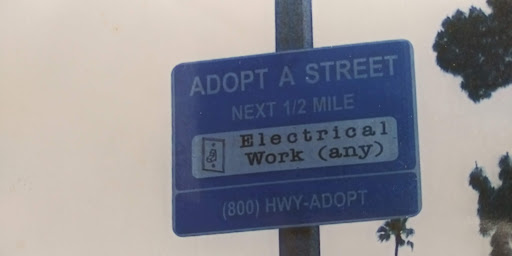 ADOPT A STREET
NEXT 1/2 MILE
Electrical
Work (any)
(800) HWY-ADOPT